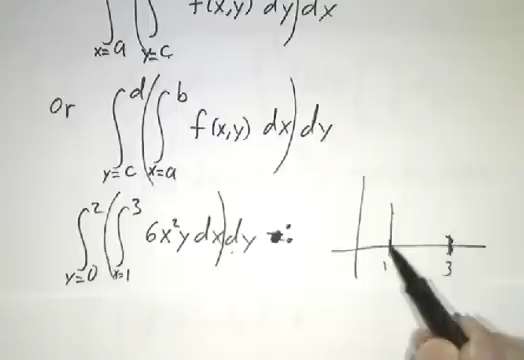 ∫x=a (∫y=c f(x,y) dy) dx
Or ∫y=c^d (∫x=a^b f(x,y) dx) dy
∫y=0^2 (∫x=1^3 6x²y dx) dy :
1 3